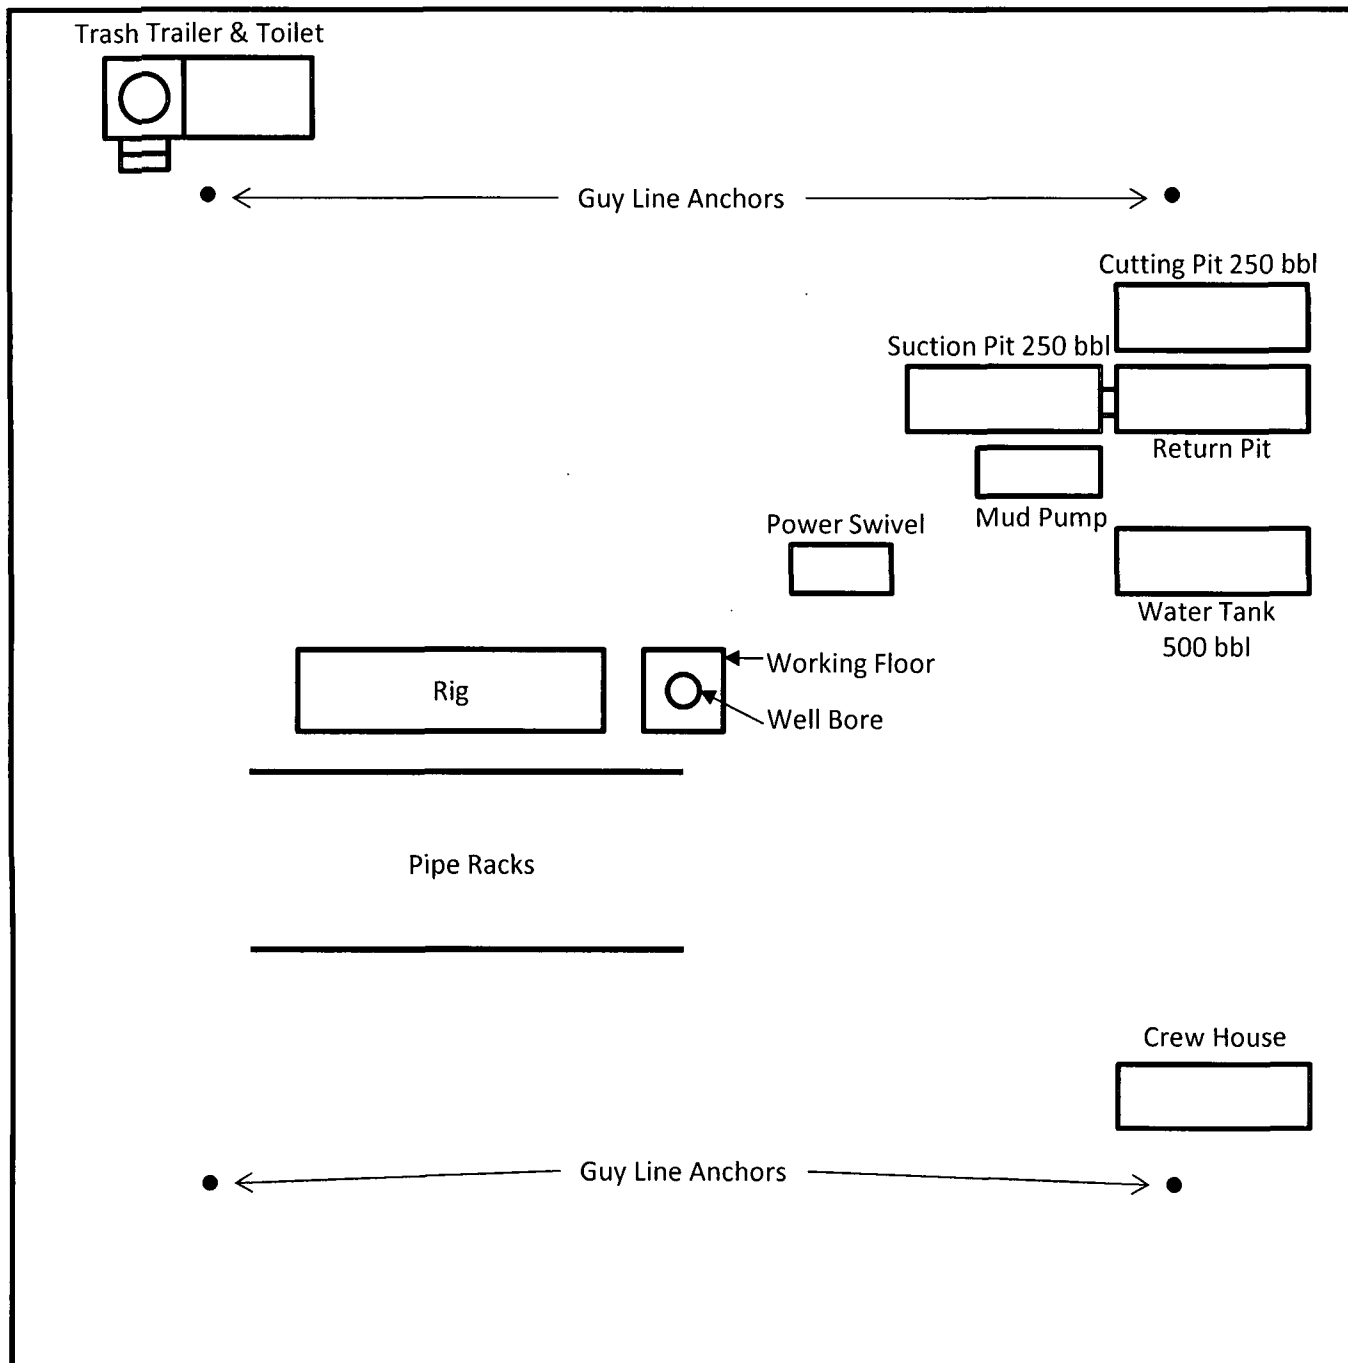 Trash Trailer & Toilet
Guy Line Anchors
Cutting Pit 250 bbl
Suction Pit 250 bbl
Return Pit
Mud Pump
Power Swivel
Water Tank
500 bbl
Working Floor
Rig
Well Bore
Pipe Racks
Crew House
Guy Line Anchors